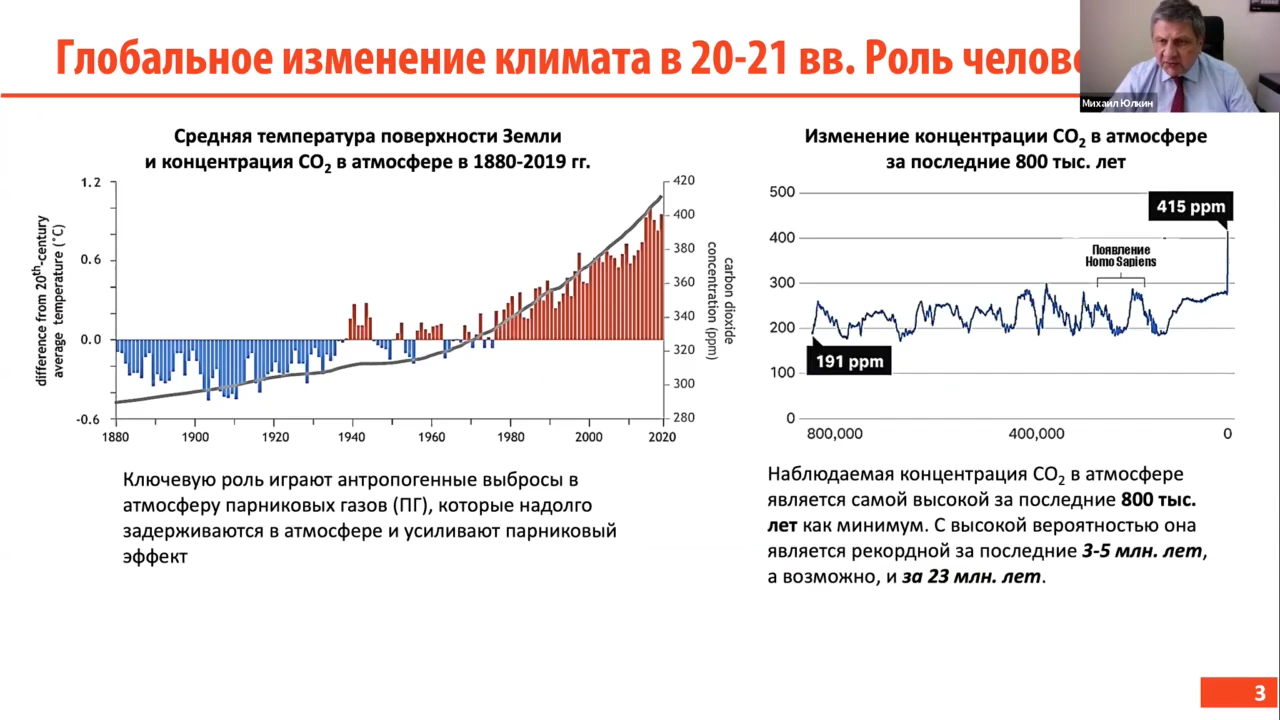 Глобальное изменение климата в 20-21 вв. Роль челове
Михаил Юлкин
Средняя температура поверхности Земли
и концентрация CO₂ в атмосфере в 1880-2019 гг.
difference from 20th-century
average temperature (°C)
1.2
0.6
0.0
-0.6
1880
1900
1920
1940
1960
1980
2000
2020
420
400
380
360
340
320
300
280
carbon dioxide
concentration (ppm)
Ключевую роль играют антропогенные выбросы в
атмосферу парниковых газов (ПГ), которые надолго
задерживаются в атмосфере и усиливают парниковый
эффект
Изменение концентрации CO₂ в атмосфере
за последние 800 тыс. лет
500
400
300
200
100
0
415 ppm
Появление
Homo Sapiens
191 ppm
800,000
400,000
0
Наблюдаемая концентрация CO₂ в атмосфере
является самой высокой за последние 800 тыс.
лет как минимум. С высокой вероятностью она
является рекордной за последние 3-5 млн. лет,
а возможно, и за 23 млн. лет.
3